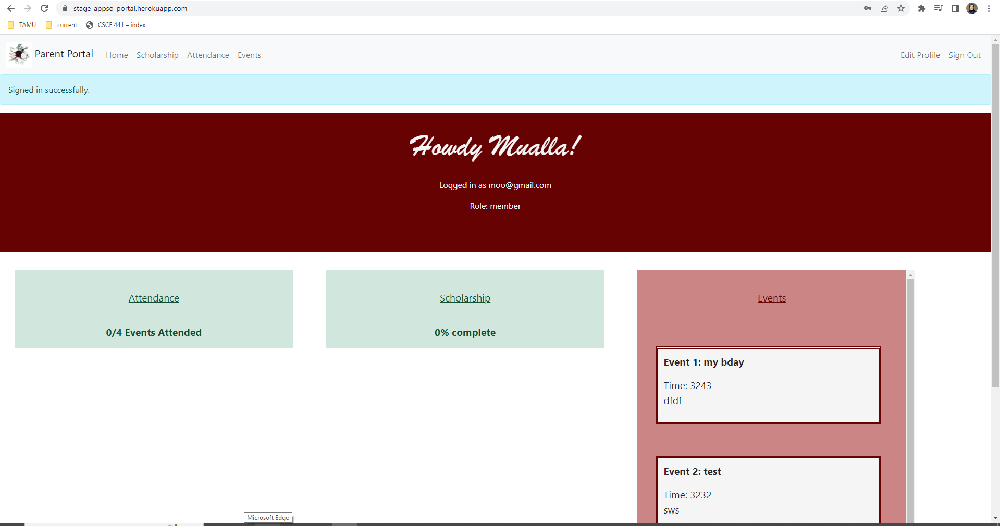 stage-appso-portal.herokuapp.com
TAMU current CSCE 441 – index
Parent Portal Home Scholarship Attendance Events Edit Profile Sign Out
Signed in successfully.
Howdy Mualla!
Logged in as moo@gmail.com
Role: member
Attendance
0/4 Events Attended
Scholarship
0% complete
Events
Event 1: my bday
Time: 3243
dfdf
Event 2: test
Time: 3232
sws
Microsoft Edge